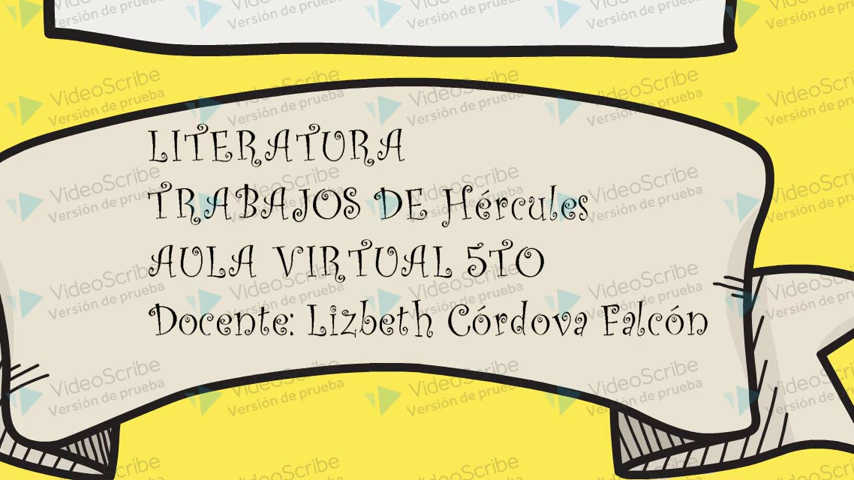 LITERATURA
TRABAJOS DE Hércules
AULA VIRTUAL 5TO
Docente: Lizbeth Córdova Falcón
VideoScribe
Versión de prueba